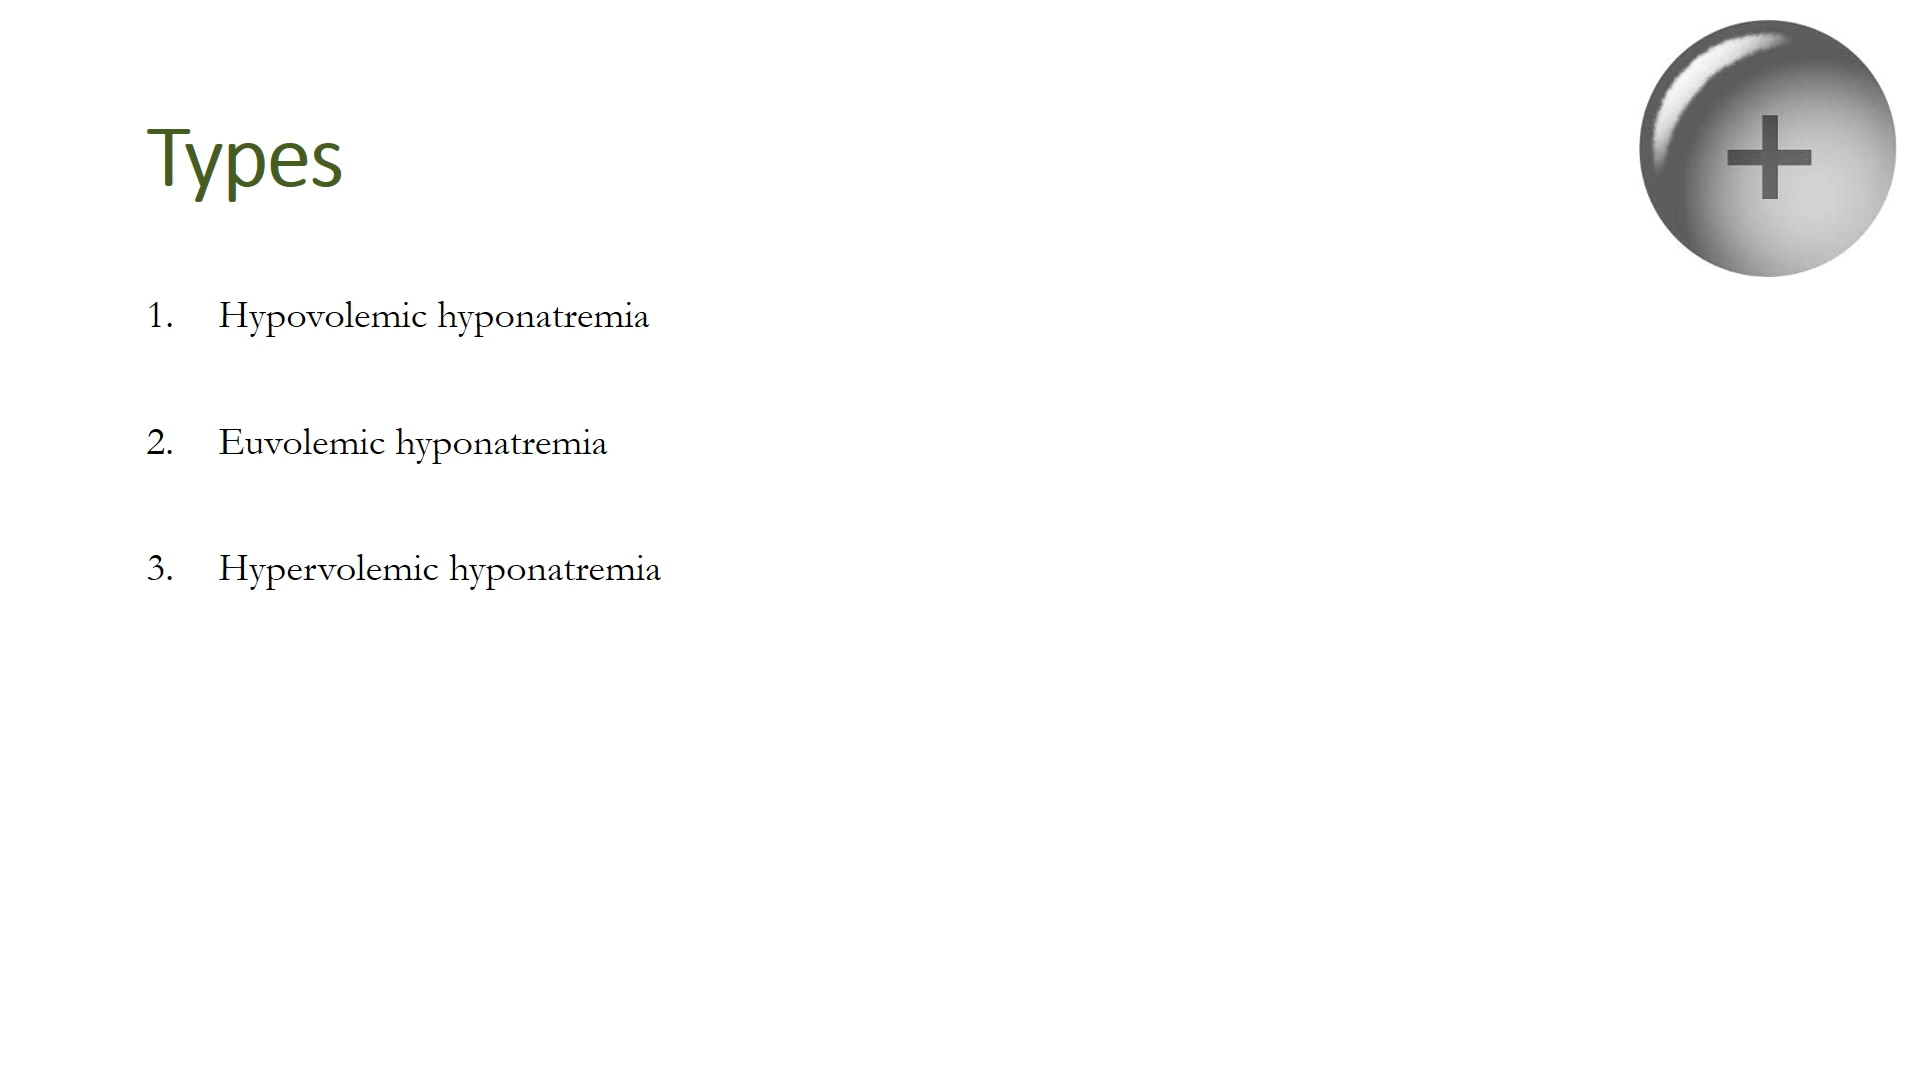 Types
1. Hypovolemic hyponatremia
2. Euvolemic hyponatremia
3. Hypervolemic hyponatremia
+